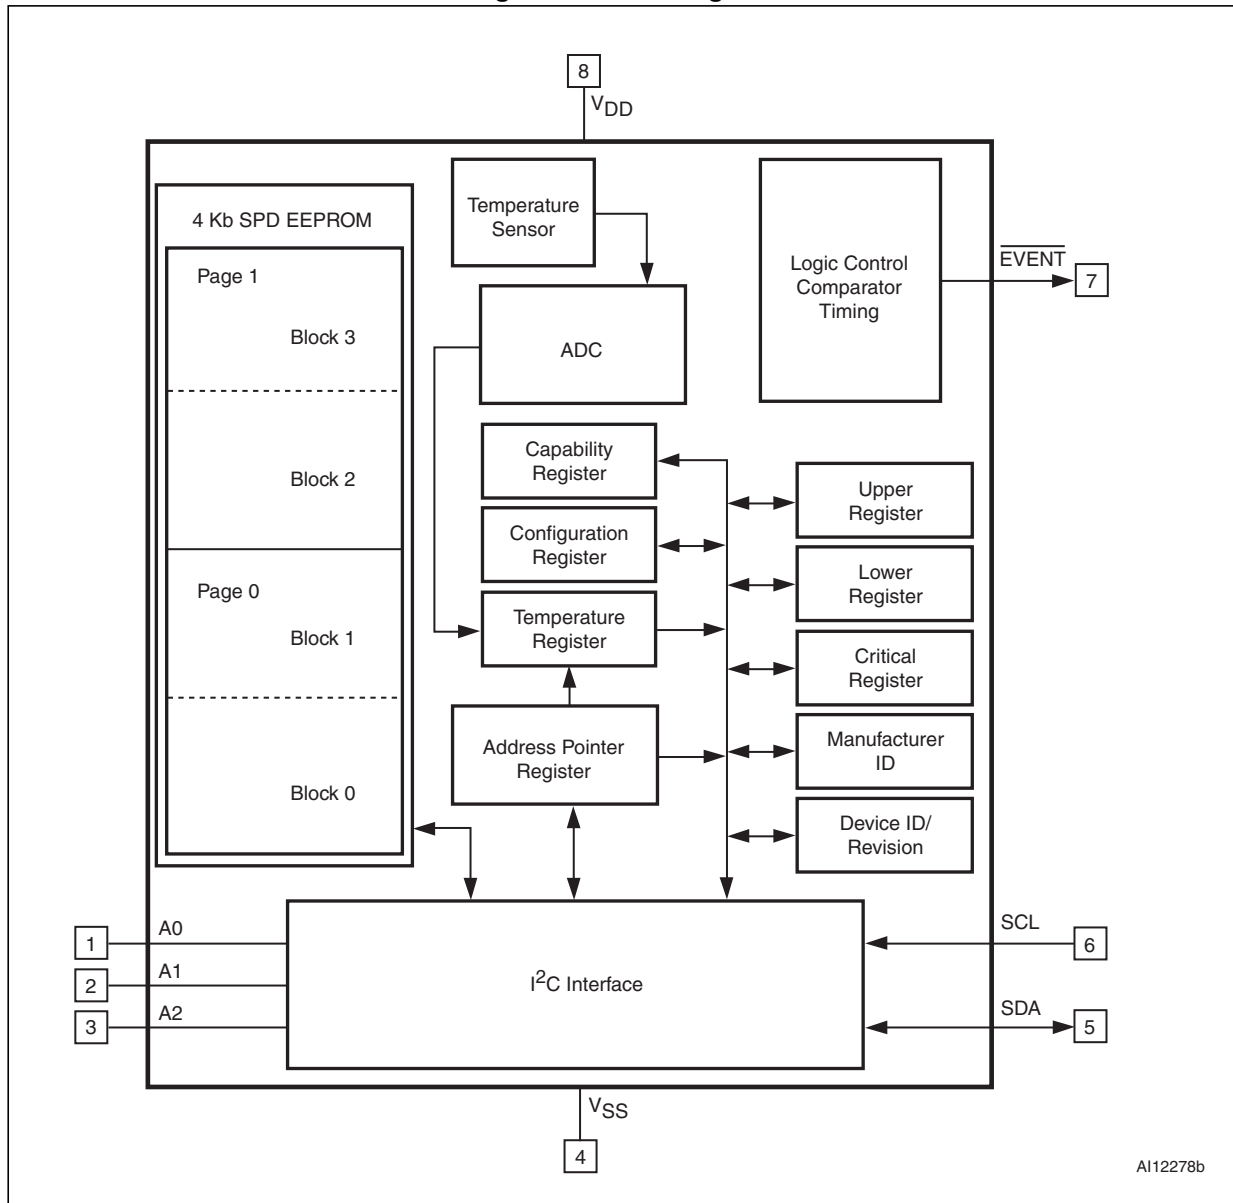 8
VDD
4 Kb SPD EEPROM
Page 1
Block 3
Block 2
Page 0
Block 1
Block 0
Temperature
Sensor
ADC
Logic Control
Comparator
Timing
EVENT
7
Capability
Register
Configuration
Register
Temperature
Register
Address Pointer
Register
Upper
Register
Lower
Register
Critical
Register
Manufacturer
ID
Device ID/
Revision
1
A0
2
A1
3
A2
I2C Interface
SCL
6
SDA
5
VSS
4
AI12278b